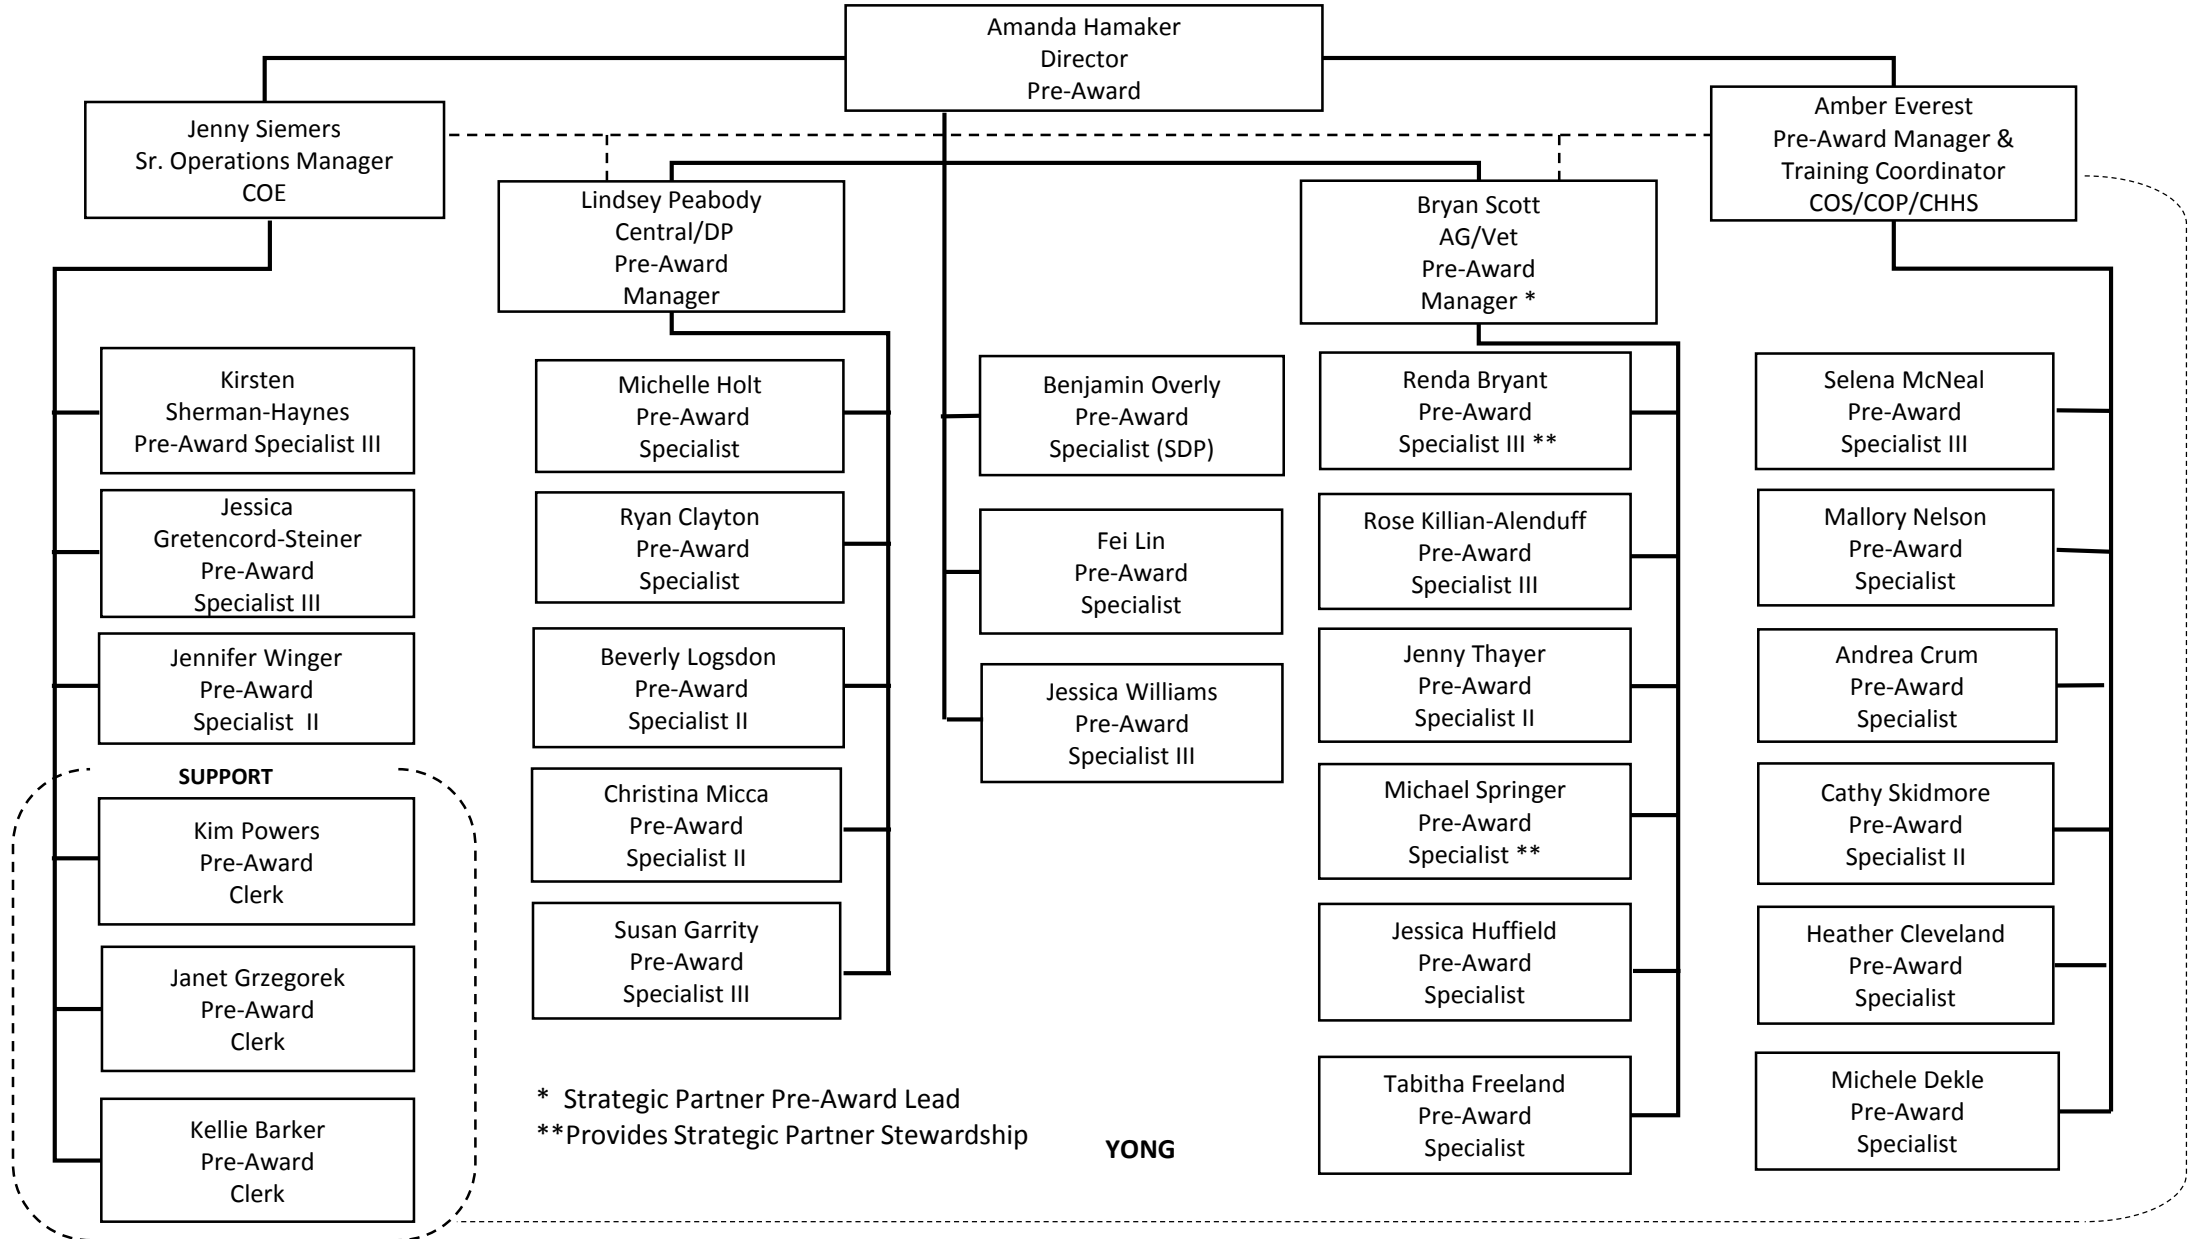 Amanda Hamaker
Director
Pre-Award
Jenny Siemers
Sr. Operations Manager
COE
Amber Everest
Pre-Award Manager &
Training Coordinator
COS/COP/CHHS
Lindsey Peabody
Central/DP
Pre-Award
Manager
Bryan Scott
AG/Vet
Pre-Award
Manager *
Kirsten
Sherman-Haynes
Pre-Award Specialist III
Jessica
Gretencord-Steiner
Pre-Award
Specialist III
Jennifer Winger
Pre-Award
Specialist  II
SUPPORT
Kim Powers
Pre-Award
Clerk
Janet Grzegorek
Pre-Award
Clerk
Kellie Barker
Pre-Award
Clerk
Michelle Holt
Pre-Award
Specialist
Ryan Clayton
Pre-Award
Specialist
Beverly Logsdon
Pre-Award
Specialist II
Christina Micca
Pre-Award
Specialist II
Susan Garrity
Pre-Award
Specialist III
Benjamin Overly
Pre-Award
Specialist (SDP)
Fei Lin
Pre-Award
Specialist
Jessica Williams
Pre-Award
Specialist III
Renda Bryant
Pre-Award
Specialist III **
Rose Killian-Alenduff
Pre-Award
Specialist III
Jenny Thayer
Pre-Award
Specialist II
Michael Springer
Pre-Award
Specialist **
Jessica Huffield
Pre-Award
Specialist
Tabitha Freeland
Pre-Award
Specialist
Selena McNeal
Pre-Award
Specialist III
Mallory Nelson
Pre-Award
Specialist
Andrea Crum
Pre-Award
Specialist
Cathy Skidmore
Pre-Award
Specialist II
Heather Cleveland
Pre-Award
Specialist
Michele Dekle
Pre-Award
Specialist
* Strategic Partner Pre-Award Lead
**Provides Strategic Partner Stewardship
YONG